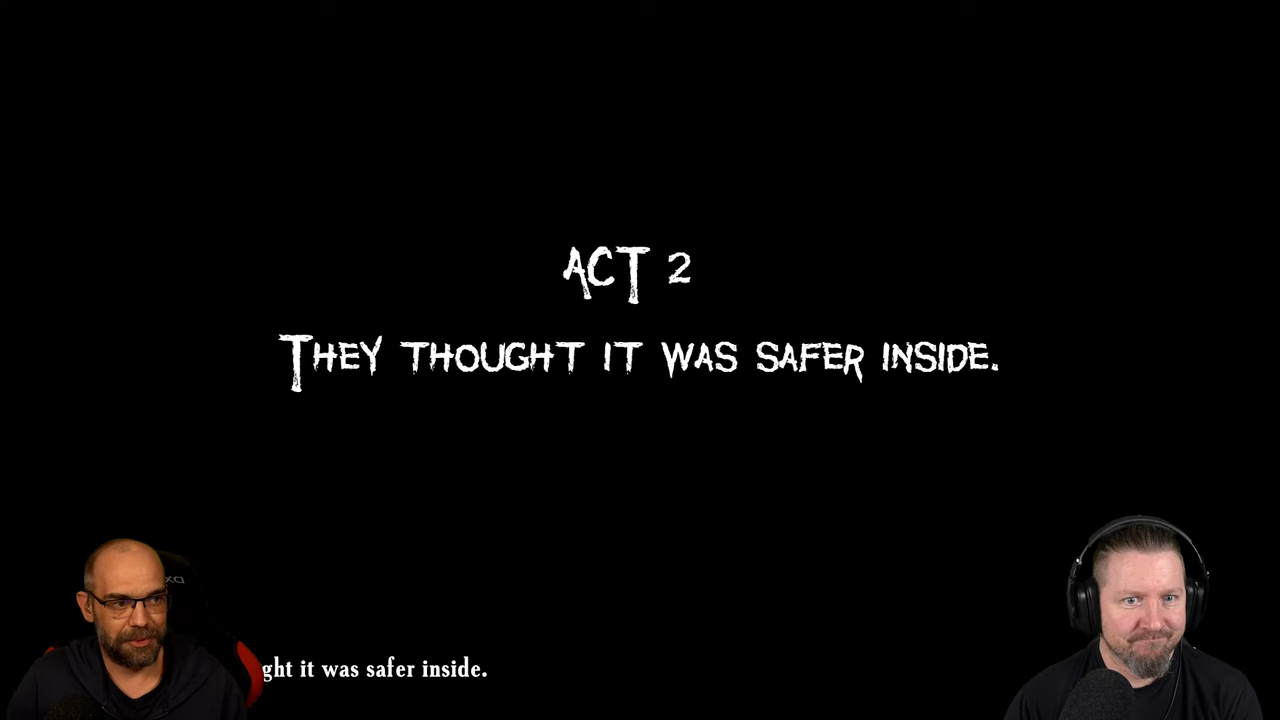 ACT 2
THEY THOUGHT IT WAS SAFER INSIDE.
ght it was safer inside.